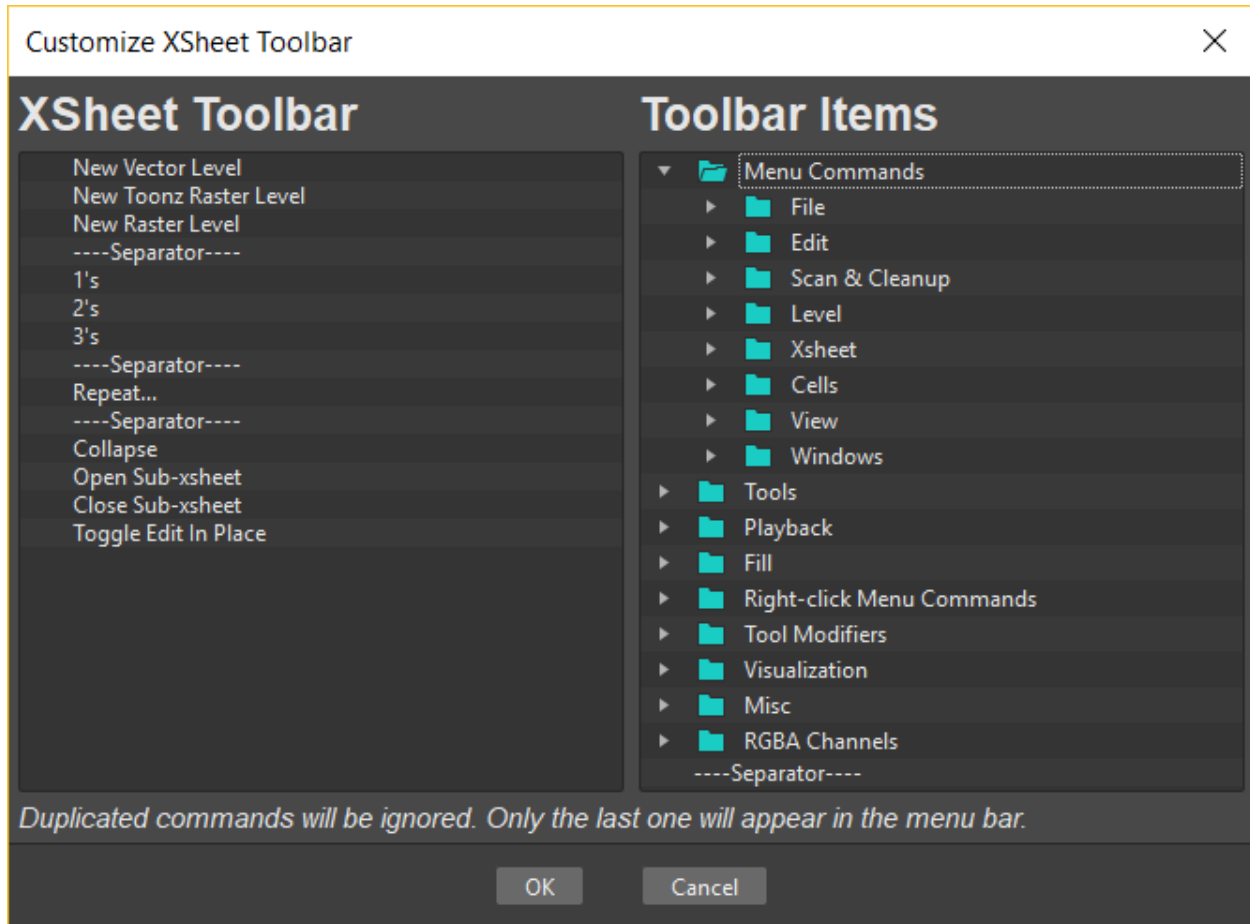 Customize XSheet Toolbar
XSheet Toolbar
New Vector Level
New Toonz Raster Level
New Raster Level
----Separator----
1's
2's
3's
----Separator----
Repeat...
----Separator----
Collapse
Open Sub-xsheet
Close Sub-xsheet
Toggle Edit In Place
Toolbar Items
Menu Commands
File
Edit
Scan & Cleanup
Level
Xsheet
Cells
View
Windows
Tools
Playback
Fill
Right-click Menu Commands
Tool Modifiers
Visualization
Misc
RGBA Channels
----Separator----
Duplicated commands will be ignored. Only the last one will appear in the menu bar.
OK
Cancel